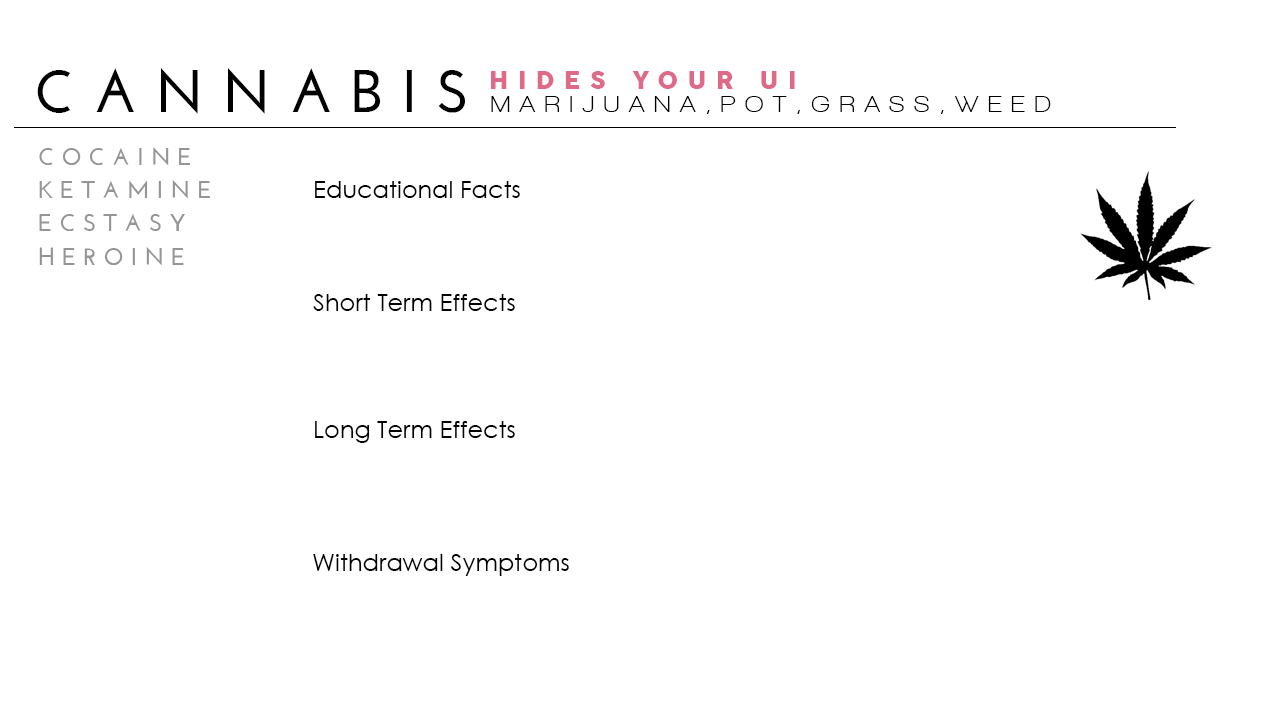 CANNABIS
HIDES YOUR UI
MARIJUANA,POT,GRASS,WEED
COCAINE
KETAMINE
ECSTASY
HEROINE
Educational Facts
Short Term Effects
Long Term Effects
Withdrawal Symptoms